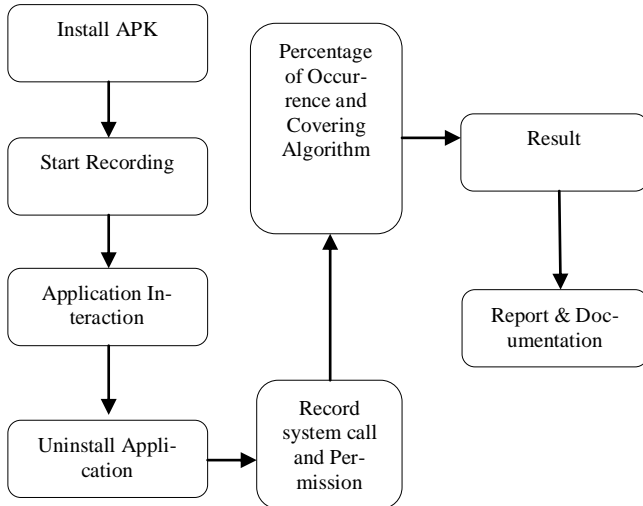 Install APK
Start Recording
Application In-
teraction
Uninstall Appli-
cation
Record
system call
and Per-
mission
Percentage
of Occur-
rence and
Covering
Algorithm
Result
Report & Doc-
umentation